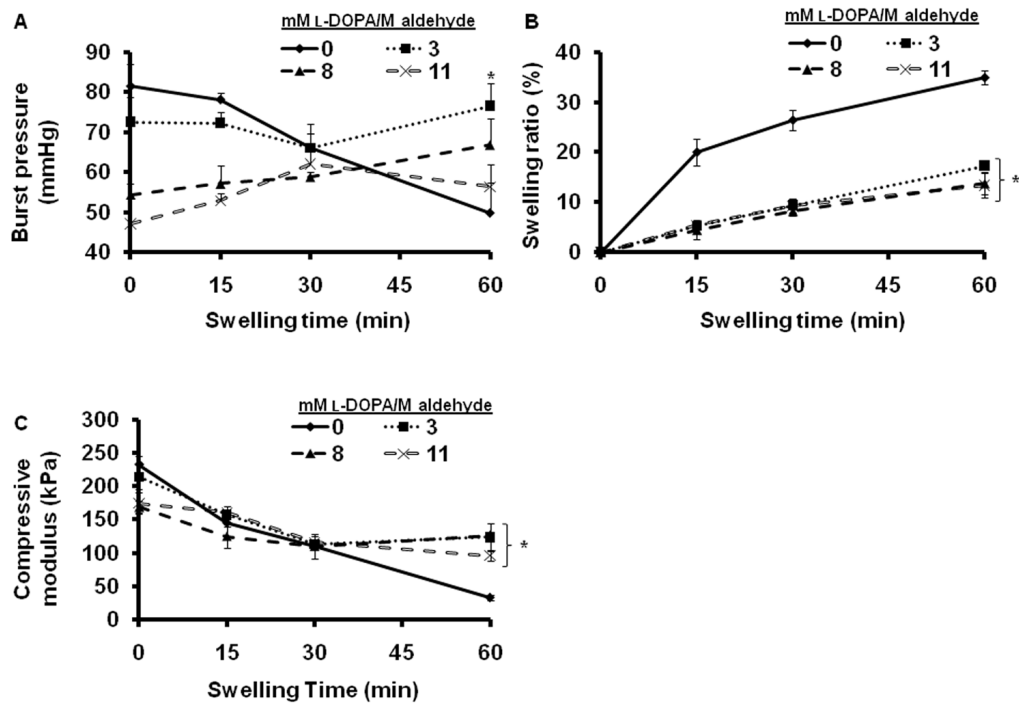 A
mM L-DOPA/M aldehyde
0 3
8 11
Burst pressure
(mmHg)
90
80
70
60
50
40
*
0 15 30 45 60
Swelling time (min)
B
mM L-DOPA/M aldehyde
0 3
8 11
Swelling ratio (%)
40
30
20
10
0
*
0 15 30 45 60
Swelling time (min)
C
mM L-DOPA/M aldehyde
0 3
8 11
Compressive
modulus (kPa)
300
250
200
150
100
50
0
*
0 15 30 45 60
Swelling Time (min)